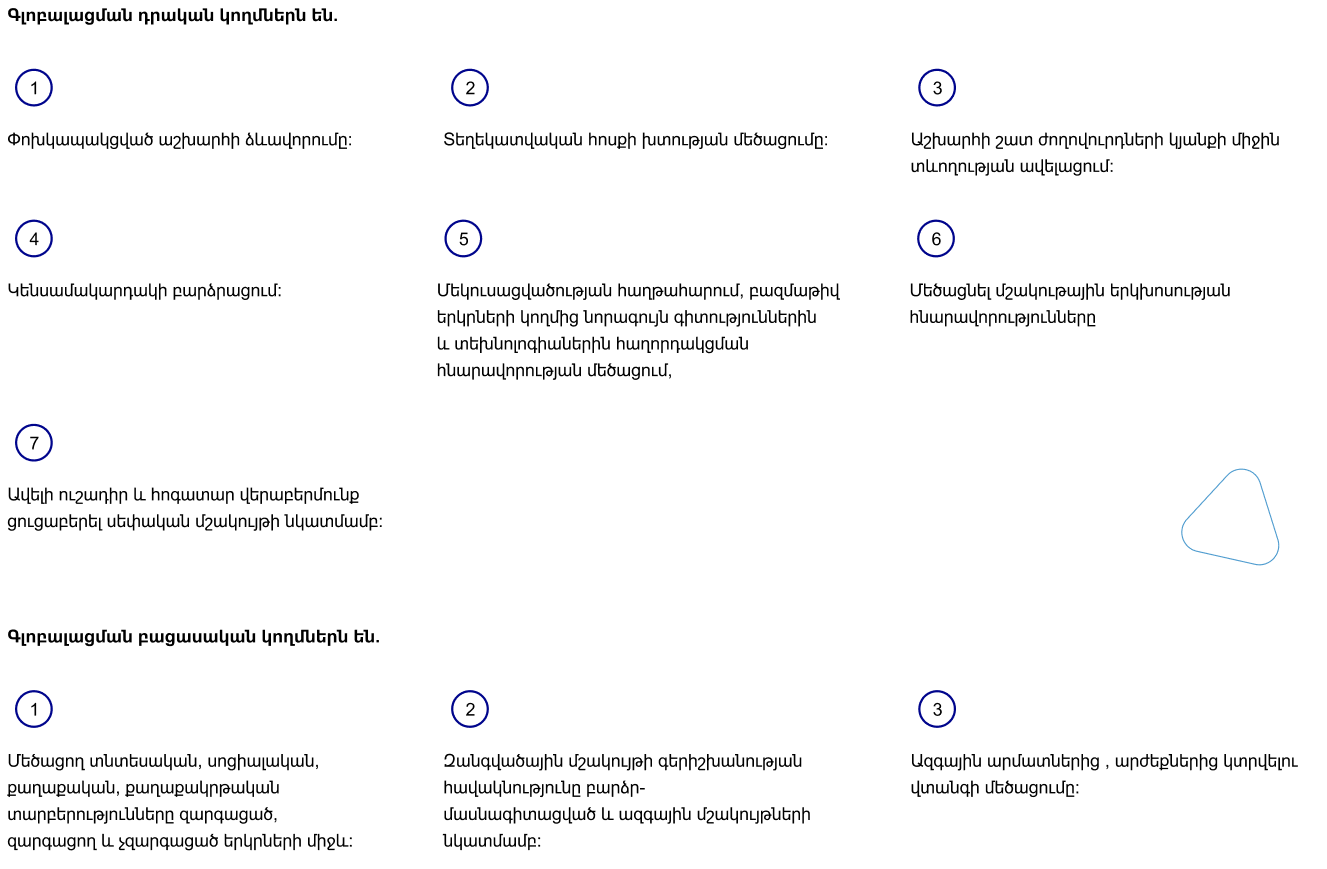 Գլոբալացման դրական կողմներն են.
1
Փոխկապակցված աշխարհի ձևավորումը:
2
Տեղեկատվական հոսքի խտության մեծացումը:
3
Աշխարհի շատ ժողովուրդների կյանքի միջին
տևողության ավելացում:
4
Կենսամակարդակի բարձրացում:
5
Մեկուսացվածության հաղթահարում, բազմաթիվ
երկրների կողմից նորագույն գիտություններին
և տեխնոլոգիաներին հաղորդակցման
հնարավորության մեծացում,
6
Մեծացնել մշակութային երկխոսության
հնարավորությունները
7
Ավելի ուշադիր և հոգատար վերաբերմունք
ցուցաբերել սեփական մշակույթի նկատմամբ:
Գլոբալացման բացասական կողմներն են.
1
Մեծացող տնտեսական, սոցիալական,
քաղաքական, քաղաքակրթական
տարբերությունները զարգացած,
զարգացող և չզարգացած երկրների միջև:
2
Զանգվածային մշակույթի գերիշխանության
հավակնությունը բարձր-
մասնագիտացված և ազգային մշակույթների
նկատմամբ:
3
Ազգային արմատներից , արժեքներից կտրվելու
վտանգի մեծացումը: